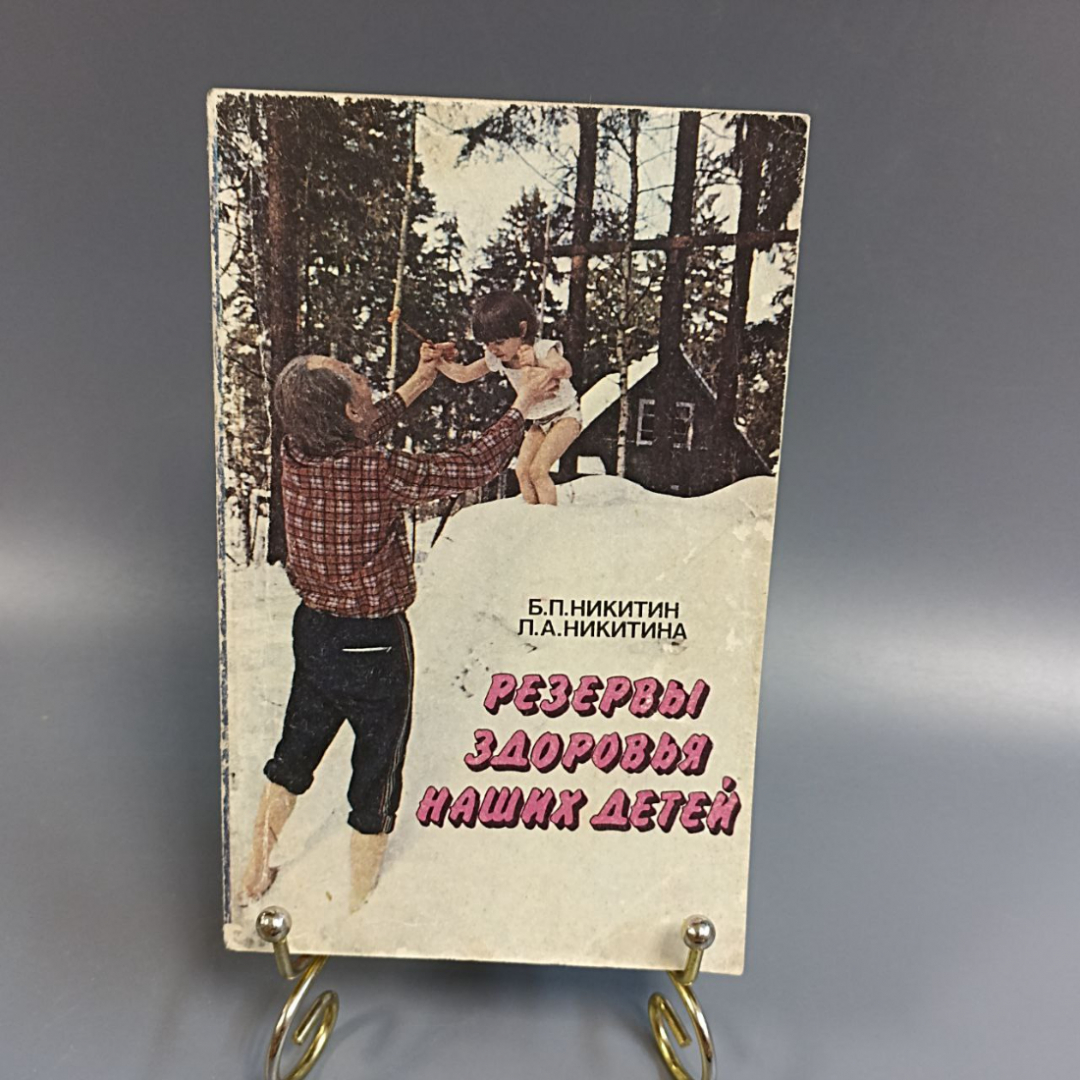 Б.П.НИКИТИН
Л.А.НИКИТИНА
РЕЗЕРВЫ
ЗДОРОВЬЯ
НАШИХ ДЕТЕЙ